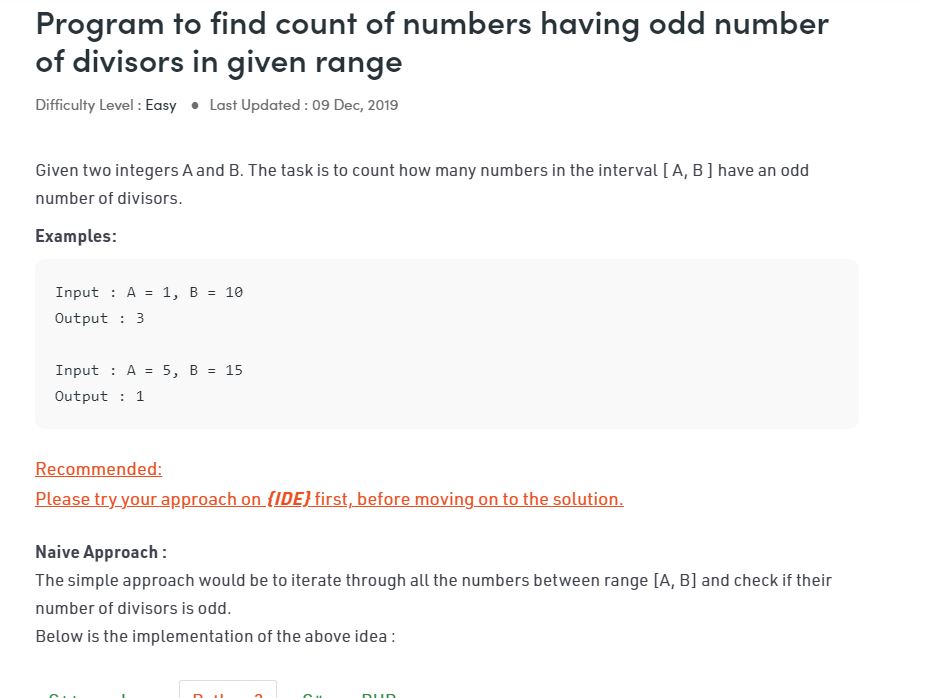 Program to find count of numbers having odd number
of divisors in given range
Difficulty Level : Easy ● Last Updated : 09 Dec, 2019
Given two integers A and B. The task is to count how many numbers in the interval [ A, B ] have an odd
number of divisors.
Examples:
Input : A = 1, B = 10
Output : 3
Input : A = 5, B = 15
Output : 1
Recommended:
Please try your approach on {IDE} first, before moving on to the solution.
Naive Approach :
The simple approach would be to iterate through all the numbers between range [A, B] and check if their
number of divisors is odd.
Below is the implementation of the above idea :